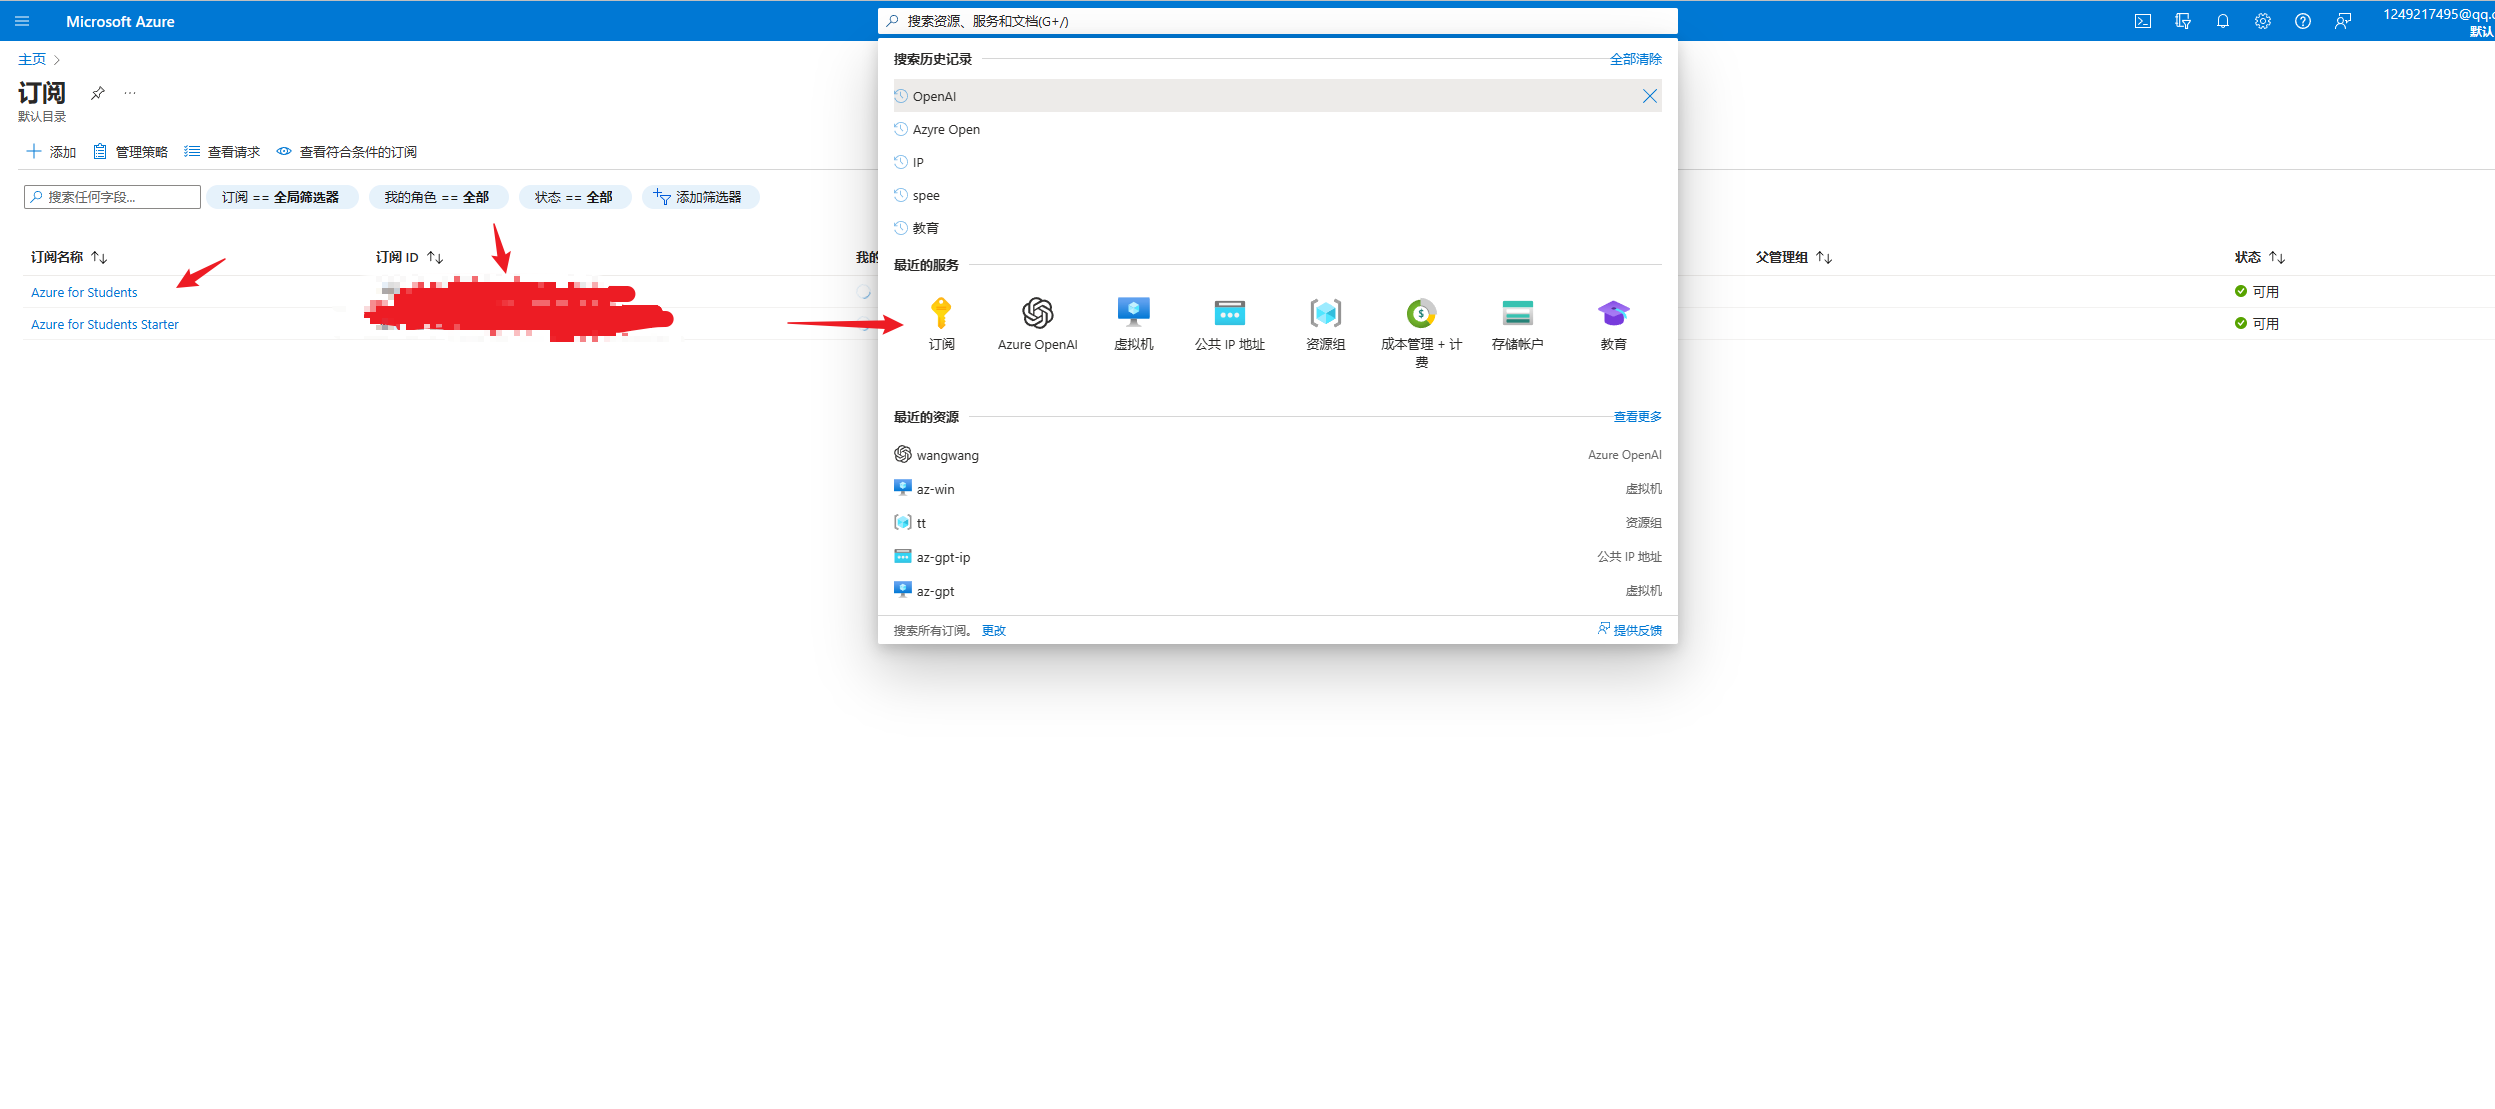 Microsoft Azure
搜索资源、服务和文档(G+/)
1249217495@qq.c
默认
主页
订阅
默认目录
添加 管理策略 查看请求 查看符合条件的订阅
搜索任何字段...
订阅 == 全局筛选器
我的角色 == 全部
状态 == 全部
添加筛选器
订阅名称 订阅 ID 我的 父管理组 状态
Azure for Students 可用
Azure for Students Starter 可用
搜索历史记录 全部清除
OpenAI
Azyre Open
IP
spee
教育
最近的服务
订阅
Azure OpenAI
虚拟机
公共 IP 地址
资源组
成本管理 + 计
费
存储帐户
教育
最近的资源 查看更多
wangwang Azure OpenAI
az-win 虚拟机
tt 资源组
az-gpt-ip 公共 IP 地址
az-gpt 虚拟机
搜索所有订阅。 更改 提供反馈